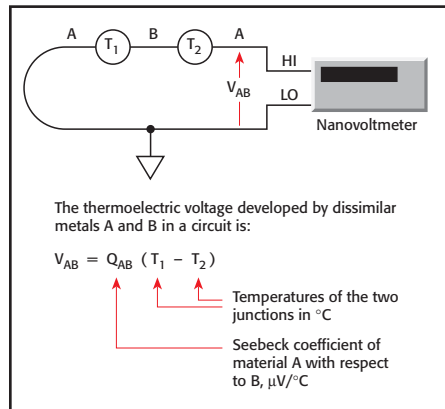 A T1 B T2 A
HI
VAB
LO
Nanovoltmeter
The thermoelectric voltage developed by dissimilar
metals A and B in a circuit is:
VAB = QAB (T1 – T2)
Temperatures of the two
junctions in °C
Seebeck coefficient of
material A with respect
to B, μV/°C